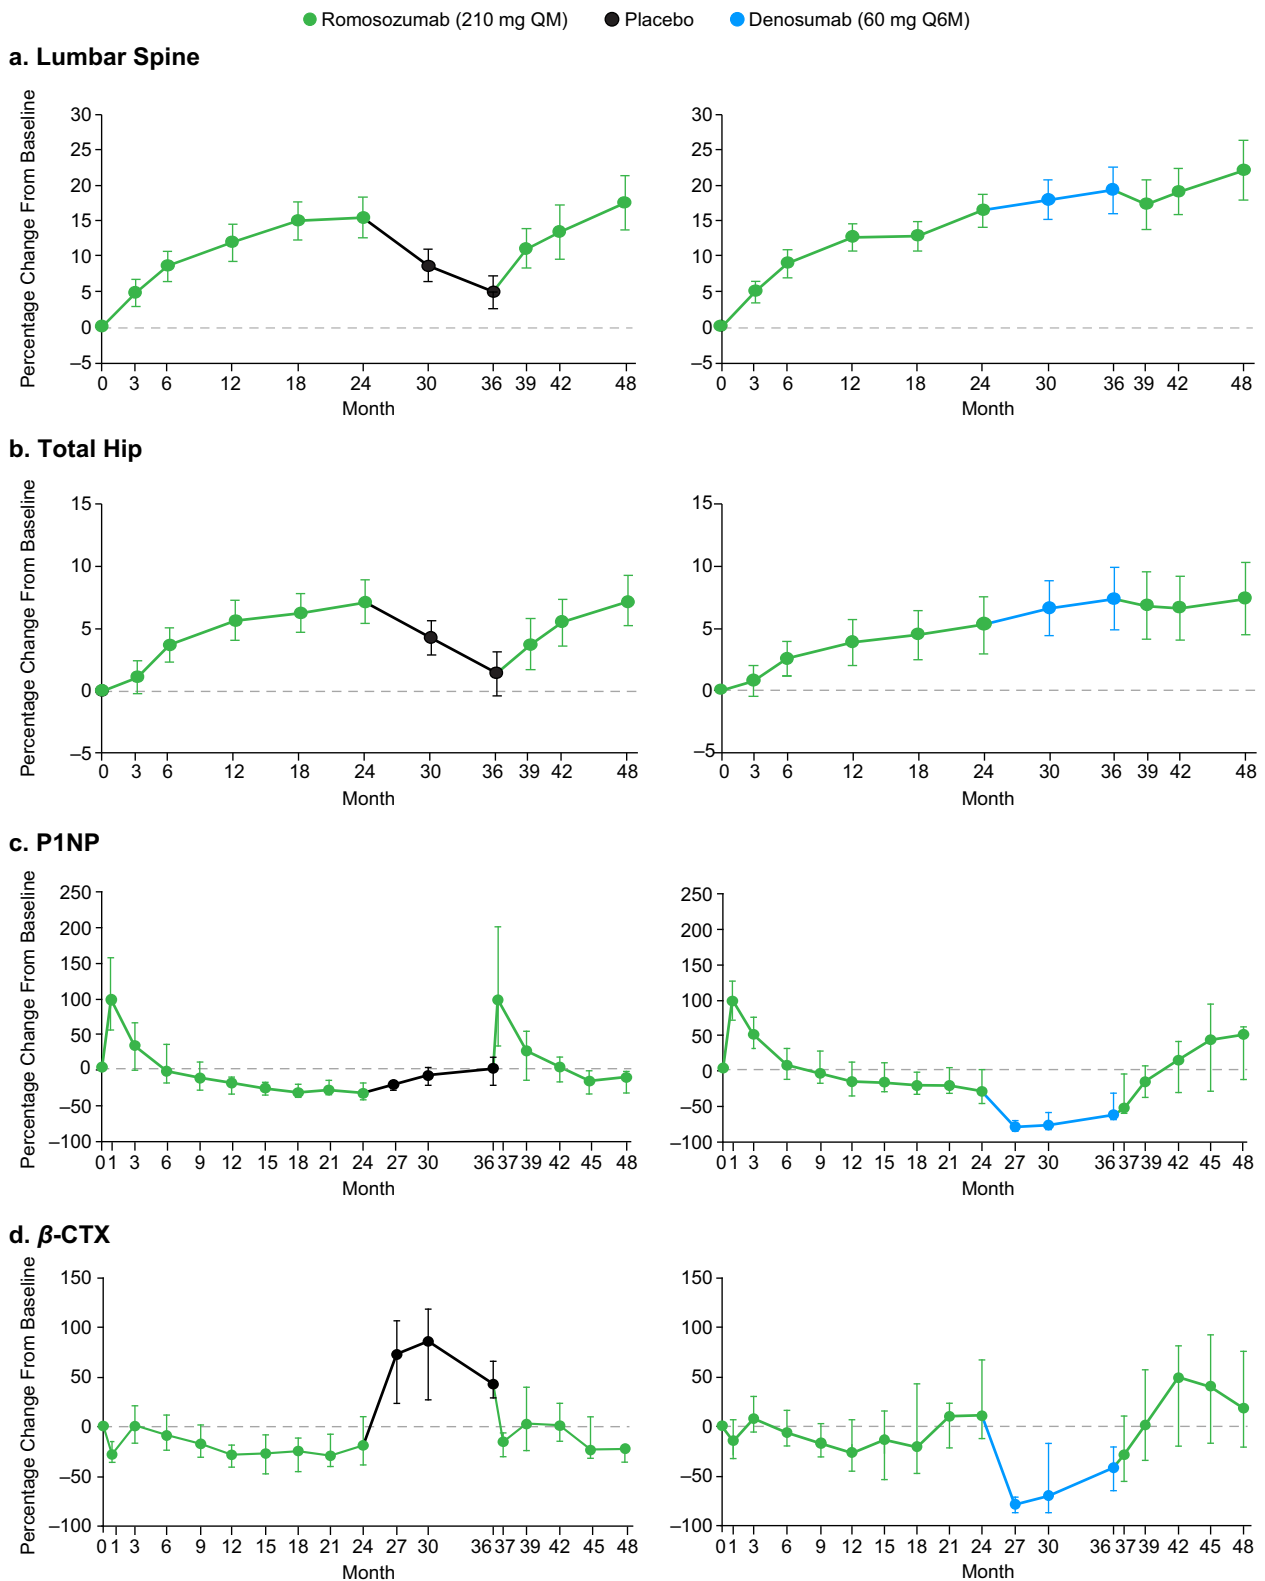 Romosozumab (210 mg QM) Placebo Denosumab (60 mg Q6M)
a. Lumbar Spine
Percentage Change From Baseline
30
25
20
15
10
5
0
–5
0 3 6 12 18 24 30 36 39 42 48
Month
30
25
20
15
10
5
0
–5
0 3 6 12 18 24 30 36 39 42 48
Month
b. Total Hip
Percentage Change From Baseline
15
10
5
0
–5
0 3 6 12 18 24 30 36 39 42 48
Month
15
10
5
0
–5
0 3 6 12 18 24 30 36 39 42 48
Month
c. P1NP
Percentage Change From Baseline
250
200
150
100
50
0
–50
–100
0 1 3 6 9 12 15 18 21 24 27 30 36 37 39 42 45 48
Month
250
200
150
100
50
0
–50
–100
0 1 3 6 9 12 15 18 21 24 27 30 36 37 39 42 45 48
Month
d. β-CTX
Percentage Change From Baseline
150
100
50
0
–50
–100
0 1 3 6 9 12 15 18 21 24 27 30 36 37 39 42 45 48
Month
150
100
50
0
–50
–100
0 1 3 6 9 12 15 18 21 24 27 30 36 37 39 42 45 48
Month